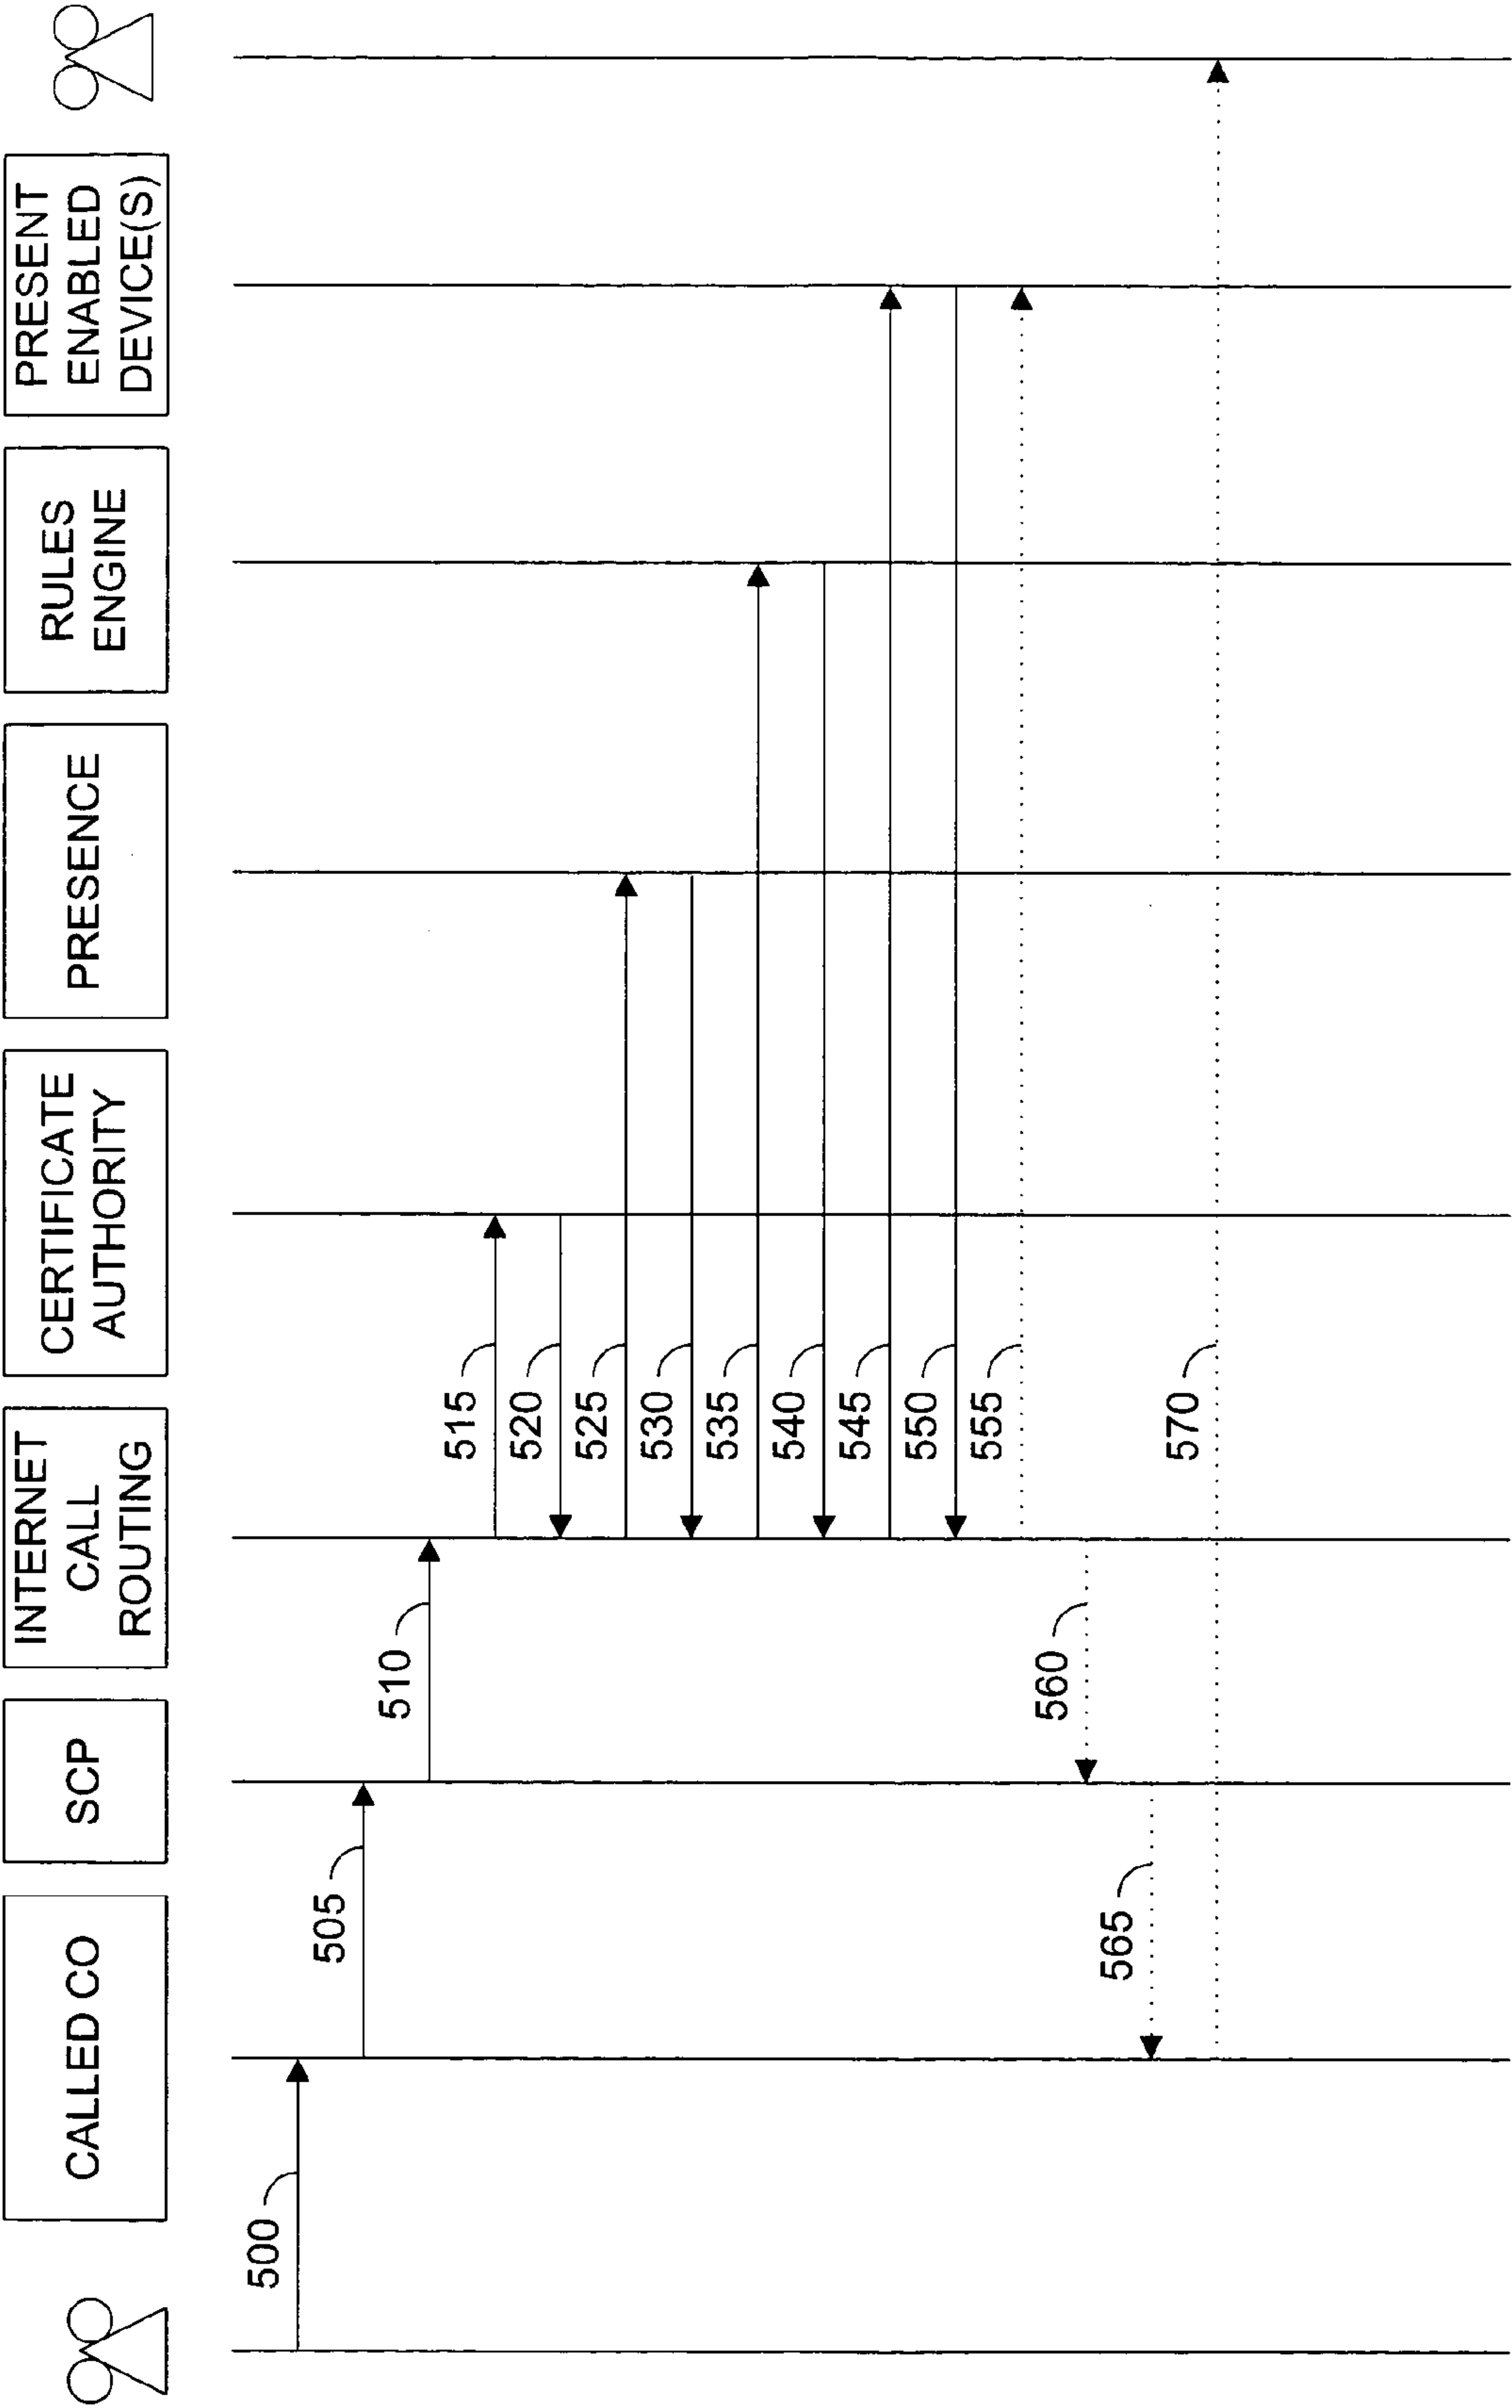 CALLED CO
SCP
INTERNET
CALL
ROUTING
CERTIFICATE
AUTHORITY
PRESENCE
RULES
ENGINE
PRESENT
ENABLED
DEVICE(S)
500
505
510
515
520
525
530
535
540
545
550
555
560
565
570